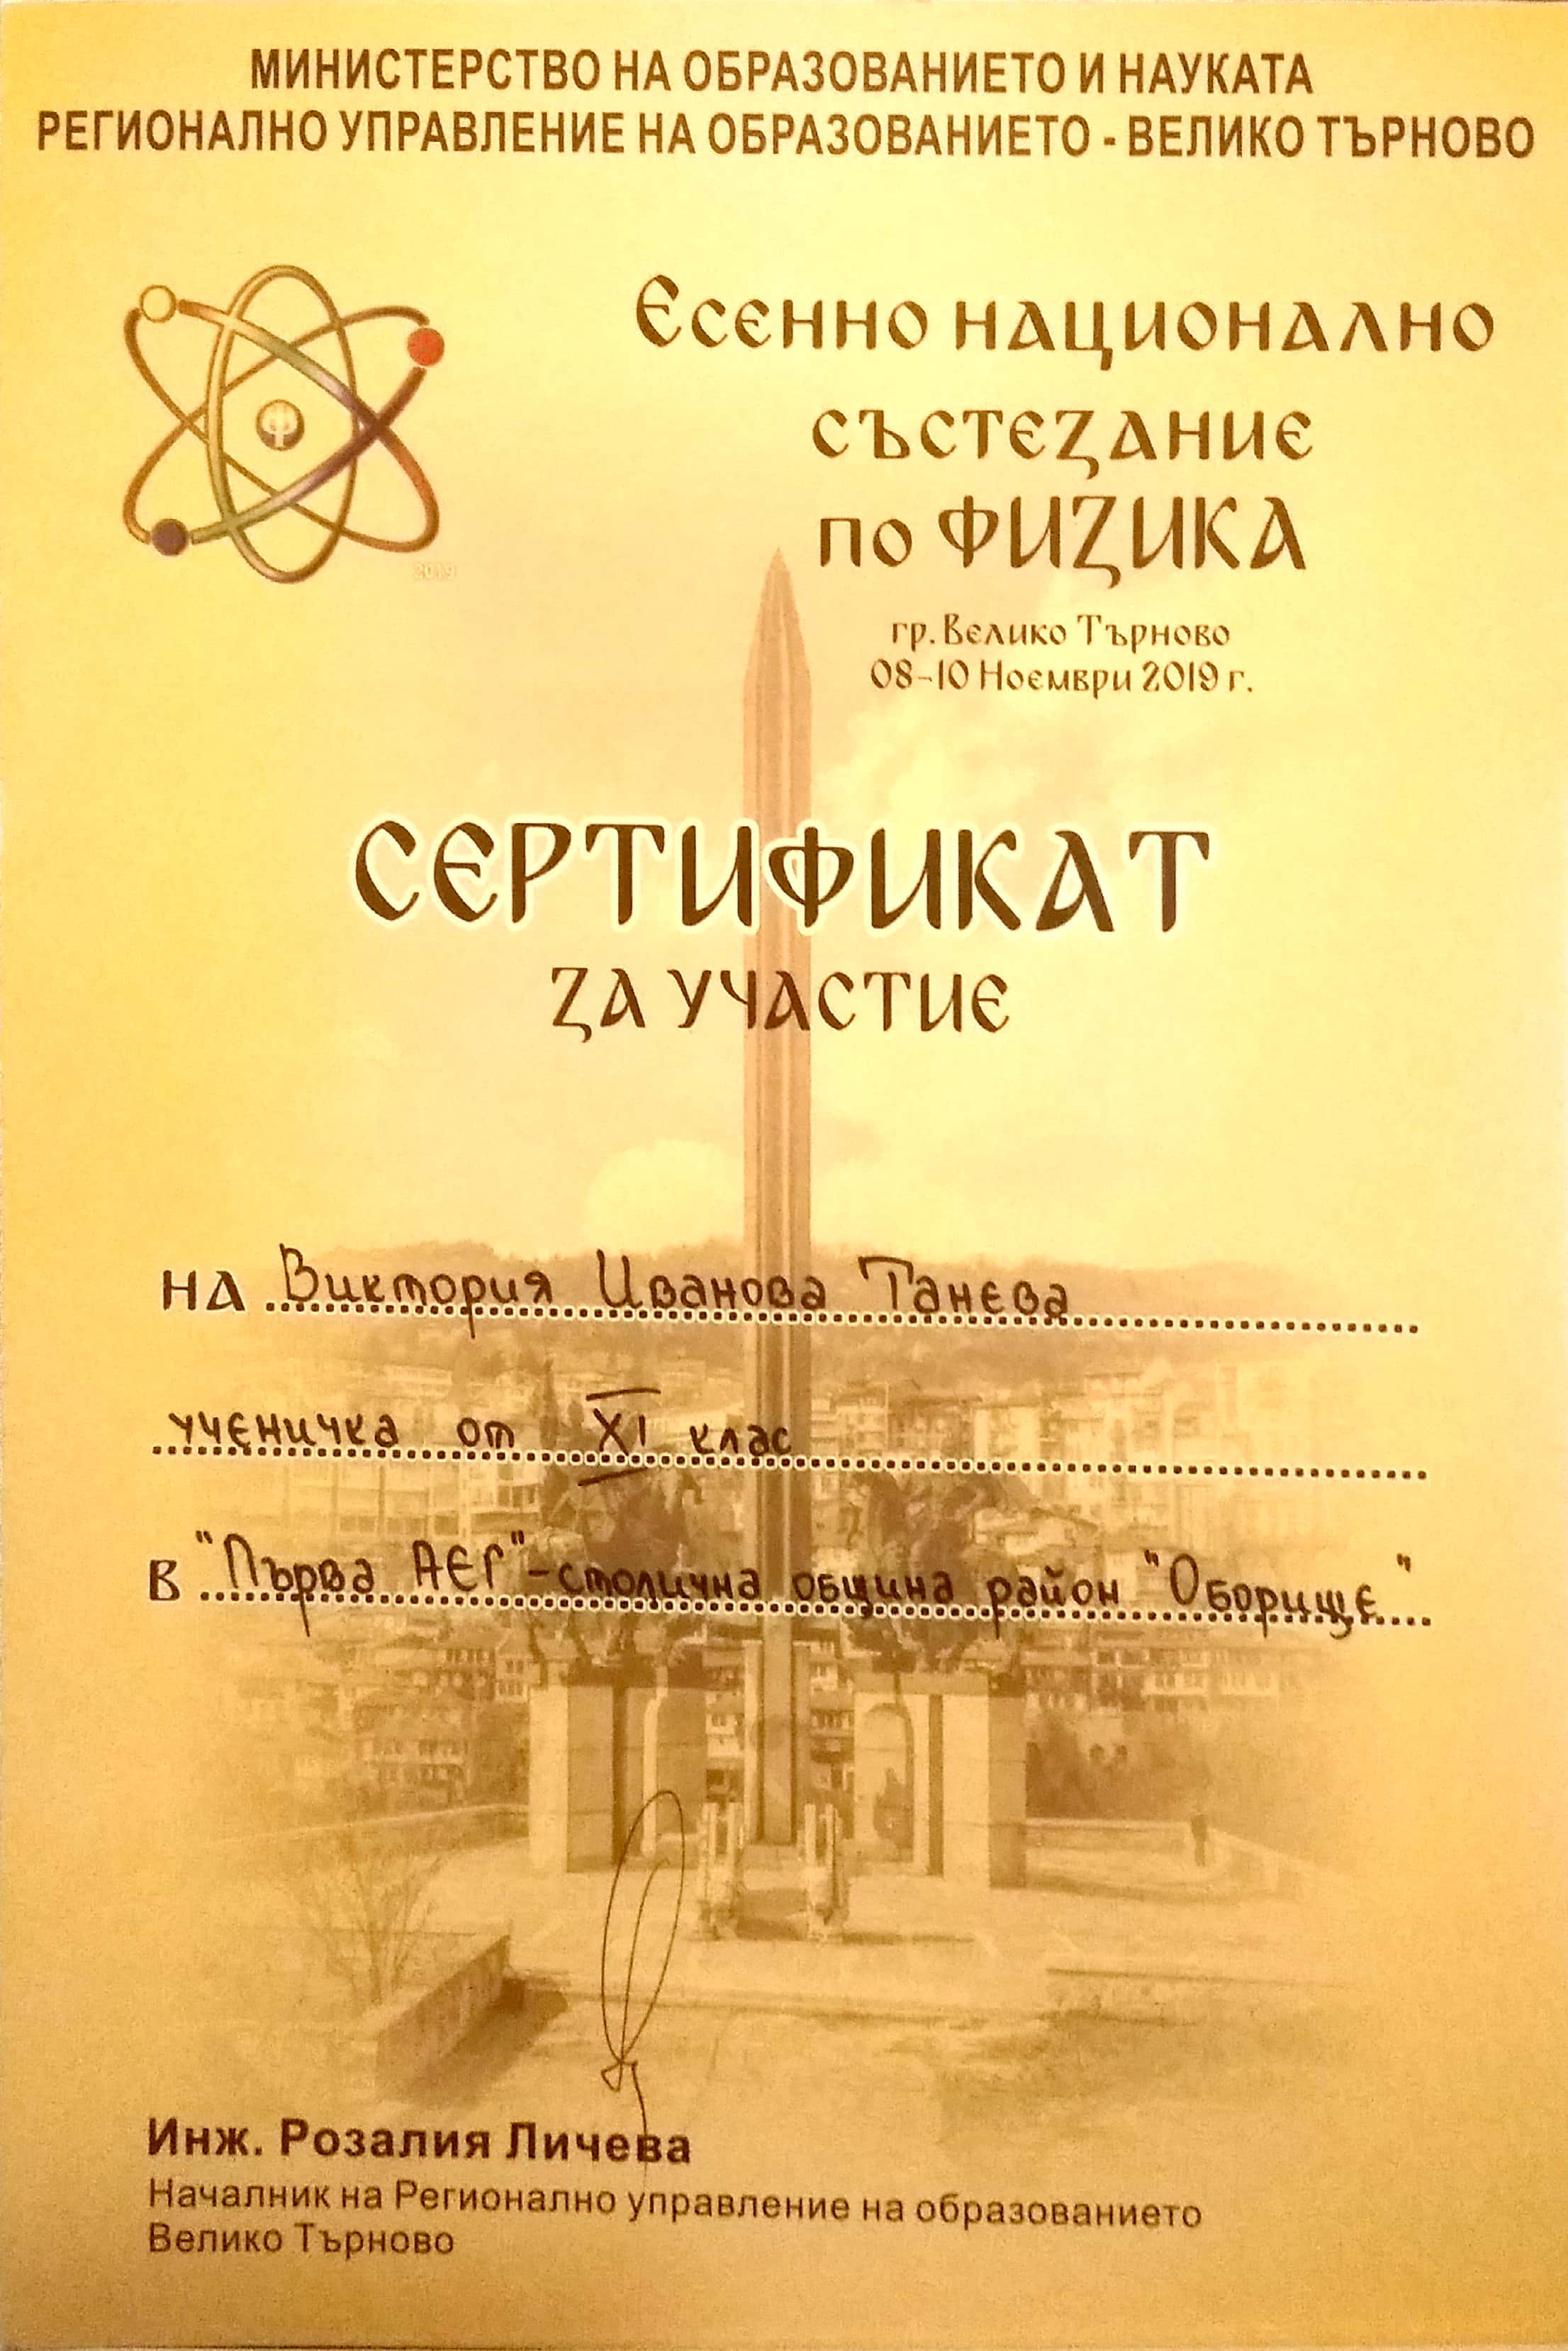 МИНИСТЕРСТВО НА ОБРАЗОВАНИЕТО И НАУКАТА
РЕГИОНАЛНО УПРАВЛЕНИЕ НА ОБРАЗОВАНИЕТО - ВЕЛИКО ТЪРНОВО
2019
Есенно национално
състезание
по ФИЗИКА
гр. Велико Търново
08-10 Ноември 2019 г.
СЕРТИФИКАТ
ЗА УЧАСТИЕ
НА Виктория Иванова Танева
ученичка от XI клас
В "Първа АЕГ"-столична община район "Оборище"
Инж. Розалия Личева
Началник на Регионално управление на образованието
Велико Търново